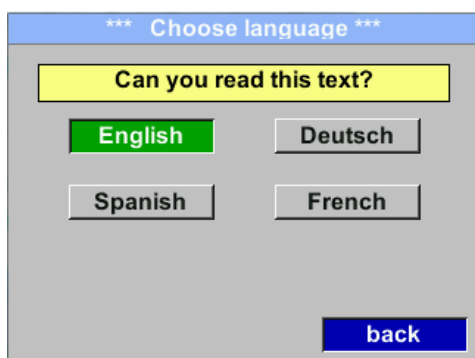 *** Choose language ***
Can you read this text?
English Deutsch
Spanish French
back